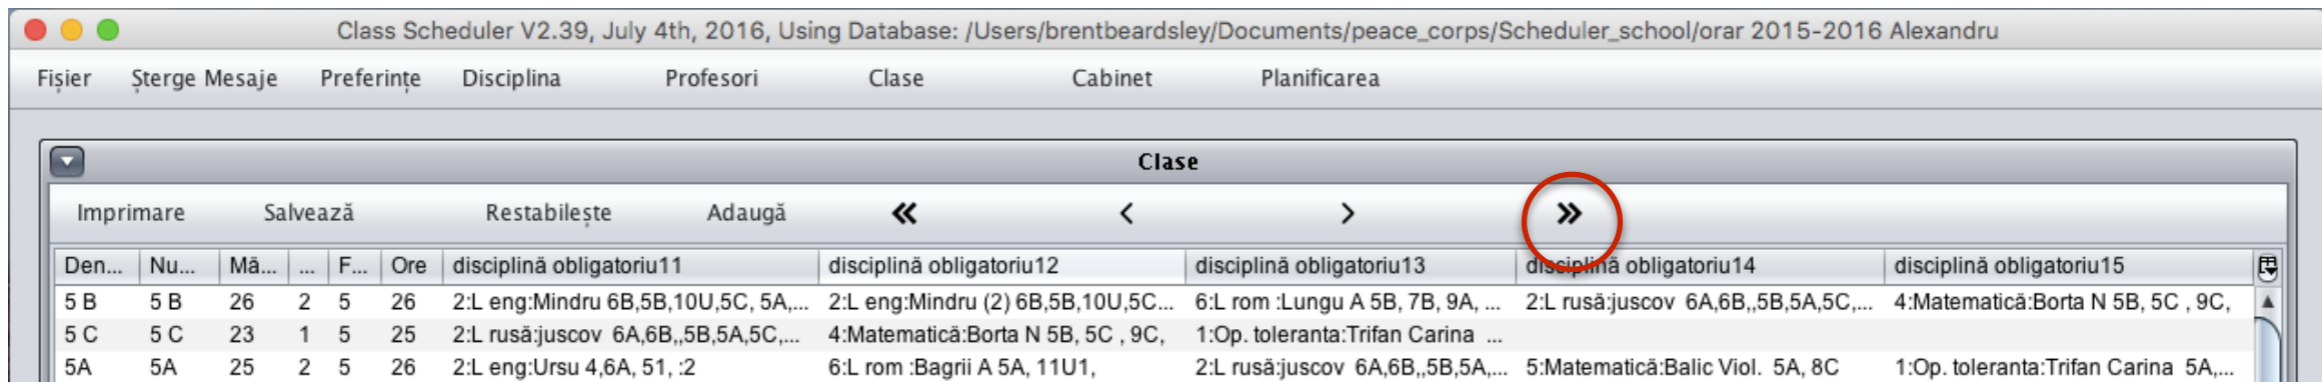 Class Scheduler V2.39, July 4th, 2016, Using Database: /Users/brentbeardsley/Documents/peace_corps/Scheduler_school/orar 2015-2016 Alexandru
Fișier Șterge Mesaje Preferințe Disciplina Profesori Clase Cabinet Planificarea
Clase
Imprimare Salvează Restabilește Adaugă « < > »
Den... Nu... Mă... ... F... Ore disciplină obligatoriu11 disciplină obligatoriu12 disciplină obligatoriu13 disciplină obligatoriu14 disciplină obligatoriu15
5 B 5 B 26 2 5 26 2:L eng:Mindru 6B,5B,10U,5C, 5A,... 2:L eng:Mindru (2) 6B,5B,10U,5C... 6:L rom :Lungu A 5B, 7B, 9A, ... 2:L rusă:juscov 6A,6B,,5B,5A,5C,... 4:Matematică:Borta N 5B, 5C , 9C,
5 C 5 C 23 1 5 25 2:L rusă:juscov 6A,6B,,5B,5A,5C,... 4:Matematică:Borta N 5B, 5C , 9C, 1:Op. toleranta:Trifan Carina ...
5A 5A 25 2 5 26 2:L eng:Ursu 4,6A, 51, :2 6:L rom :Bagrii A 5A, 11U1, 2:L rusă:juscov 6A,6B,,5B,5A,... 5:Matematică:Balic Viol. 5A, 8C 1:Op. toleranta:Trifan Carina 5A,...